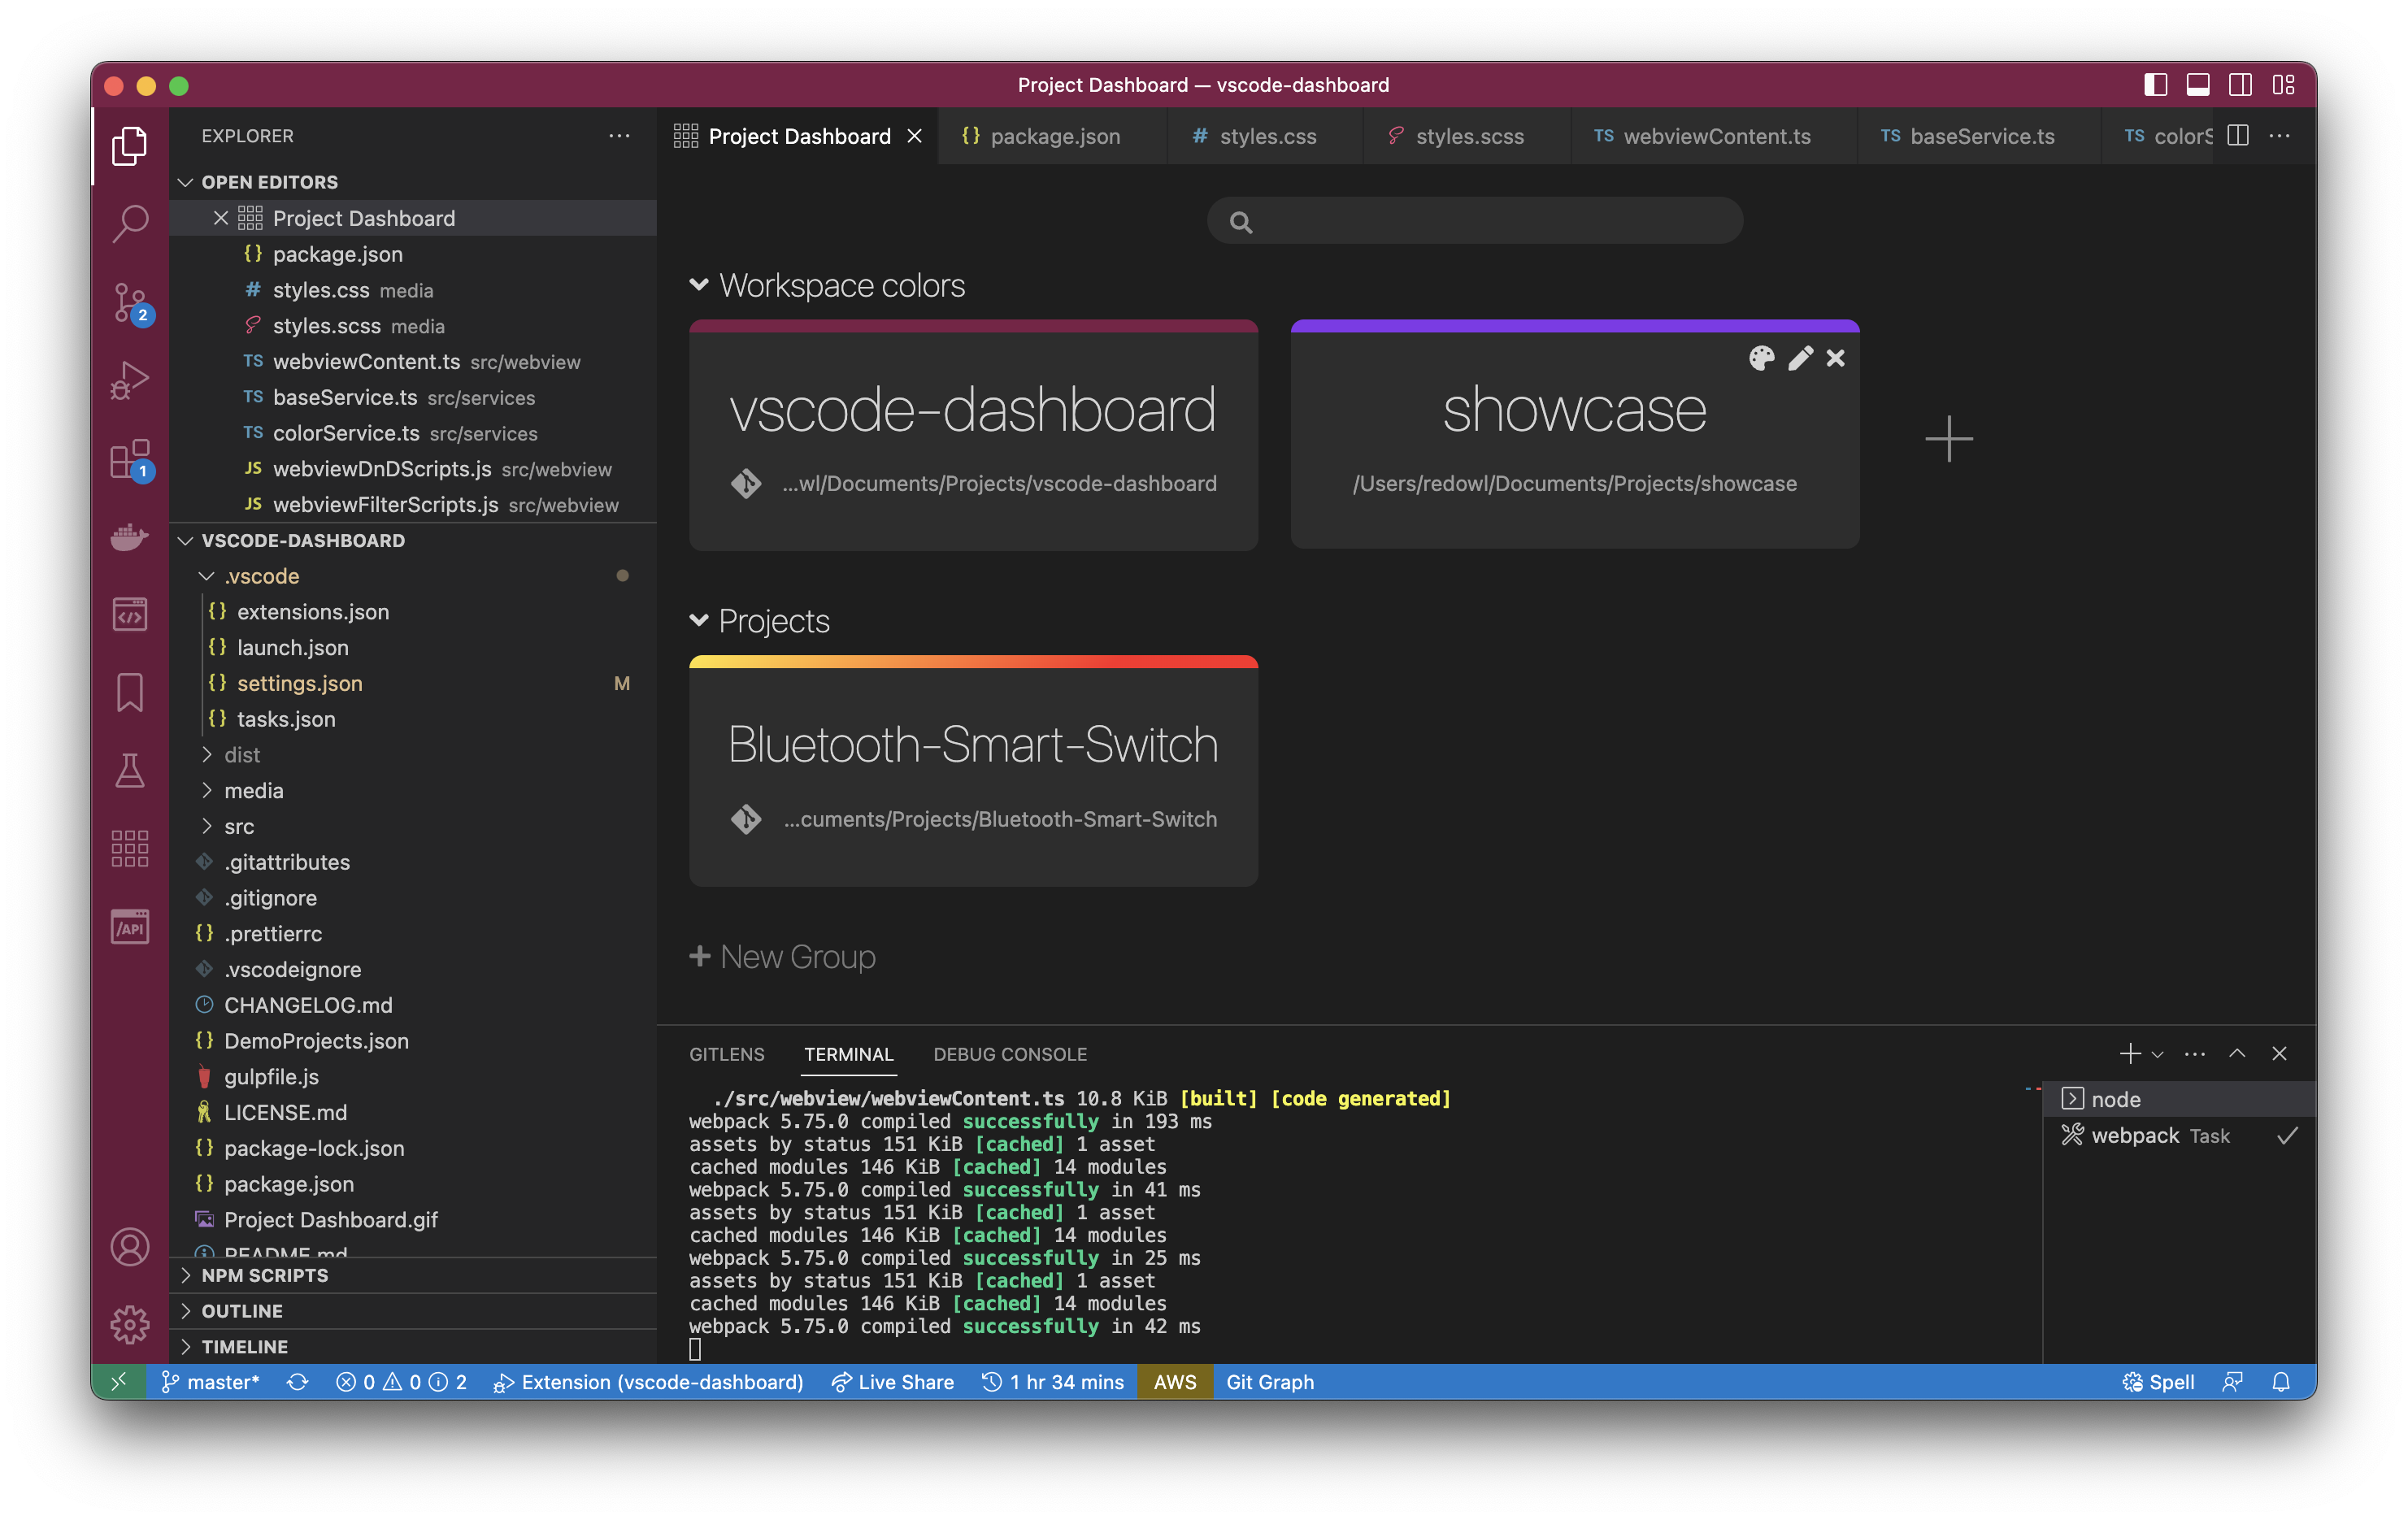 Project Dashboard — vscode-dashboard
EXPLORER
Project Dashboard
package.json
styles.css
styles.scss
TS webviewContent.ts
TS baseService.ts
TS colorS
OPEN EDITORS
Project Dashboard
package.json
styles.css media
styles.scss media
TS webviewContent.ts src/webview
TS baseService.ts src/services
TS colorService.ts src/services
JS webviewDnDScripts.js src/webview
JS webviewFilterScripts.js src/webview
VSCODE-DASHBOARD
.vscode
extensions.json
launch.json
settings.json M
tasks.json
dist
media
src
.gitattributes
.gitignore
.prettierrc
.vscodeignore
CHANGELOG.md
DemoProjects.json
gulpfile.js
LICENSE.md
package-lock.json
package.json
Project Dashboard.gif
README.md
NPM SCRIPTS
OUTLINE
TIMELINE
2
1
/API
Workspace colors
vscode-dashboard
...wl/Documents/Projects/vscode-dashboard
showcase
/Users/redowl/Documents/Projects/showcase
Projects
Bluetooth-Smart-Switch
...cuments/Projects/Bluetooth-Smart-Switch
+ New Group
GITLENS
TERMINAL
DEBUG CONSOLE
./src/webview/webviewContent.ts 10.8 KiB [built] [code generated]
webpack 5.75.0 compiled successfully in 193 ms
assets by status 151 KiB [cached] 1 asset
cached modules 146 KiB [cached] 14 modules
webpack 5.75.0 compiled successfully in 41 ms
assets by status 151 KiB [cached] 1 asset
cached modules 146 KiB [cached] 14 modules
webpack 5.75.0 compiled successfully in 25 ms
assets by status 151 KiB [cached] 1 asset
cached modules 146 KiB [cached] 14 modules
webpack 5.75.0 compiled successfully in 42 ms
node
webpack Task
master* 0 0 2 Extension (vscode-dashboard) Live Share 1 hr 34 mins AWS Git Graph Spell